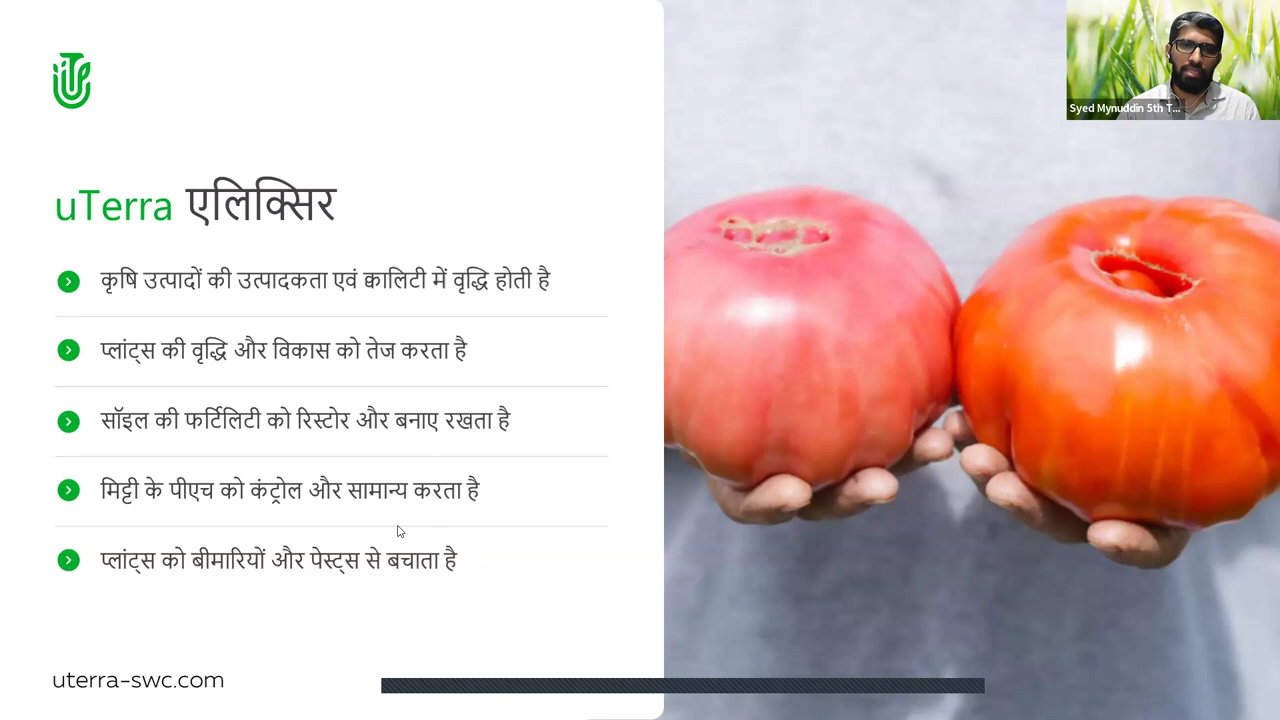 Syed Mynuddin 5th T...
uTerra एलिक्सिर
कृषि उत्पादों की उत्पादकता एवं क्वालिटी में वृद्धि होती है
प्लांट्स की वृद्धि और विकास को तेज करता है
सॉइल की फर्टिलिटी को रिस्टोर और बनाए रखता है
मिट्टी के पीएच को कंट्रोल और सामान्य करता है
प्लांट्स को बीमारियों और पेस्ट्स से बचाता है
uterra-swc.com